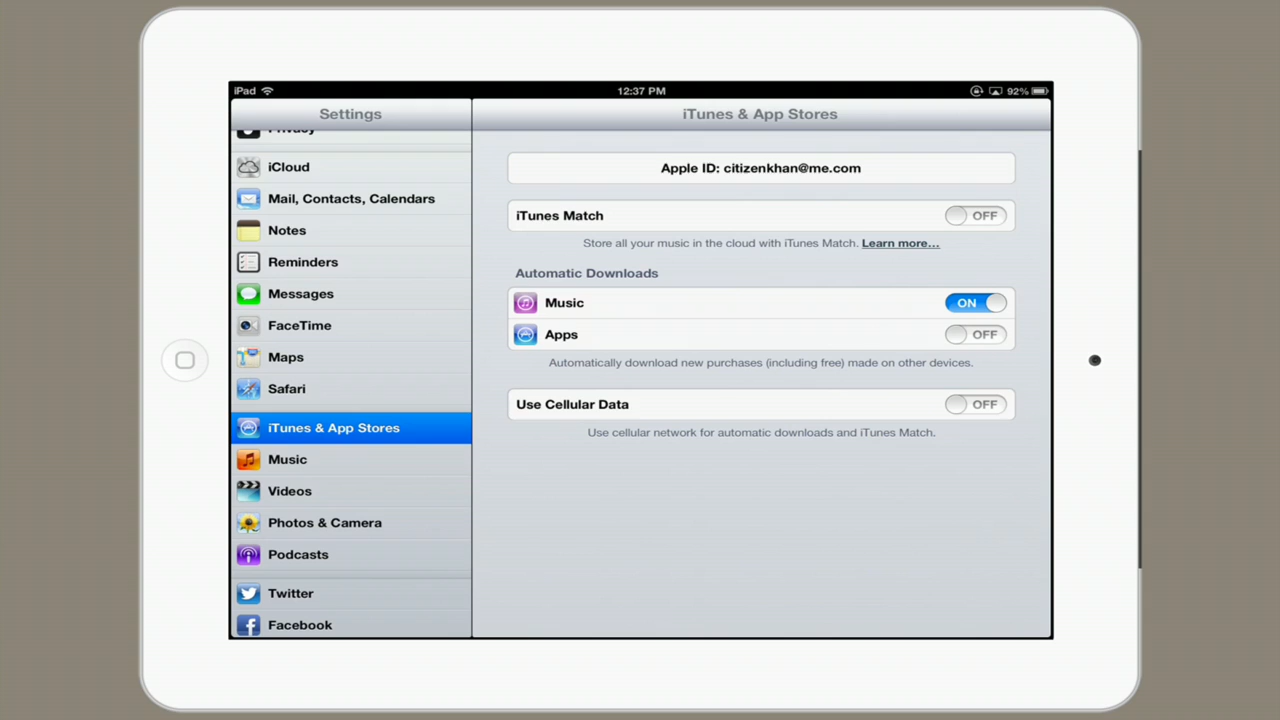 iPad
12:37 PM
92%
Settings
iTunes & App Stores
Privacy
iCloud
Mail, Contacts, Calendars
Notes
Reminders
Messages
FaceTime
Maps
Safari
iTunes & App Stores
Music
Videos
Photos & Camera
Podcasts
Twitter
Facebook
Apple ID: citizenkhan@me.com
iTunes Match OFF
Store all your music in the cloud with iTunes Match. Learn more...
Automatic Downloads
Music ON
Apps OFF
Automatically download new purchases (including free) made on other devices.
Use Cellular Data OFF
Use cellular network for automatic downloads and iTunes Match.